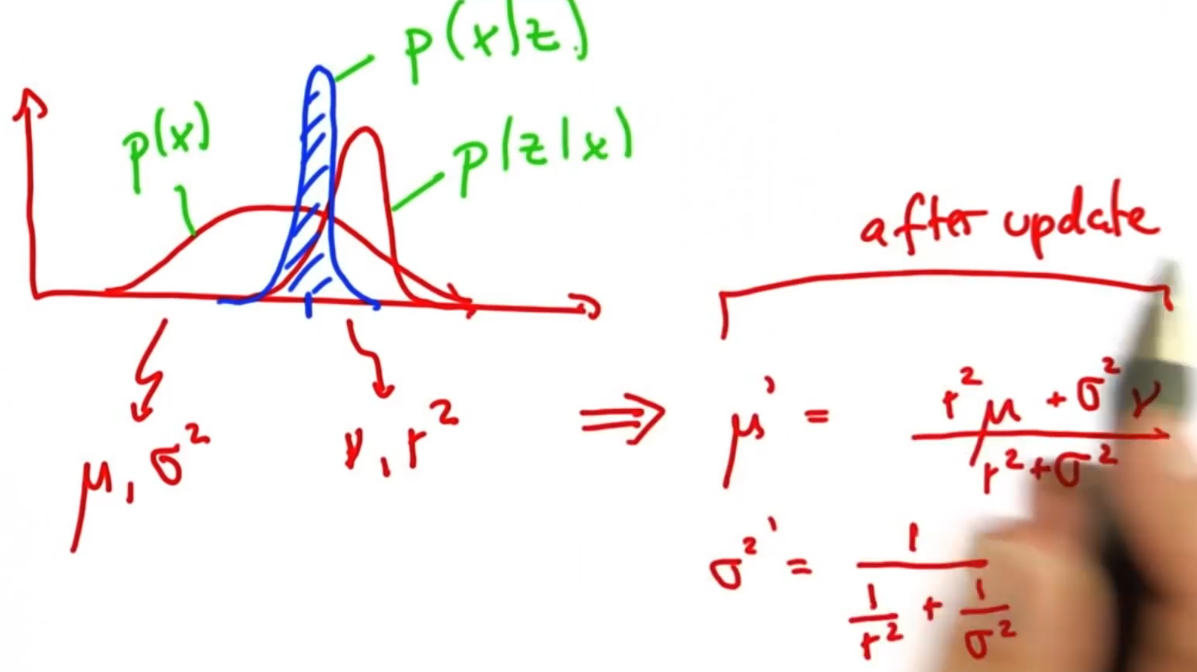 p(x|z)
p(x)
p(z|x)
after update
μ, σ²
ν, r²
⇒
μ' = (r²μ + σ²ν) / (r² + σ²)
σ²' = 1 / (1/r² + 1/σ²)